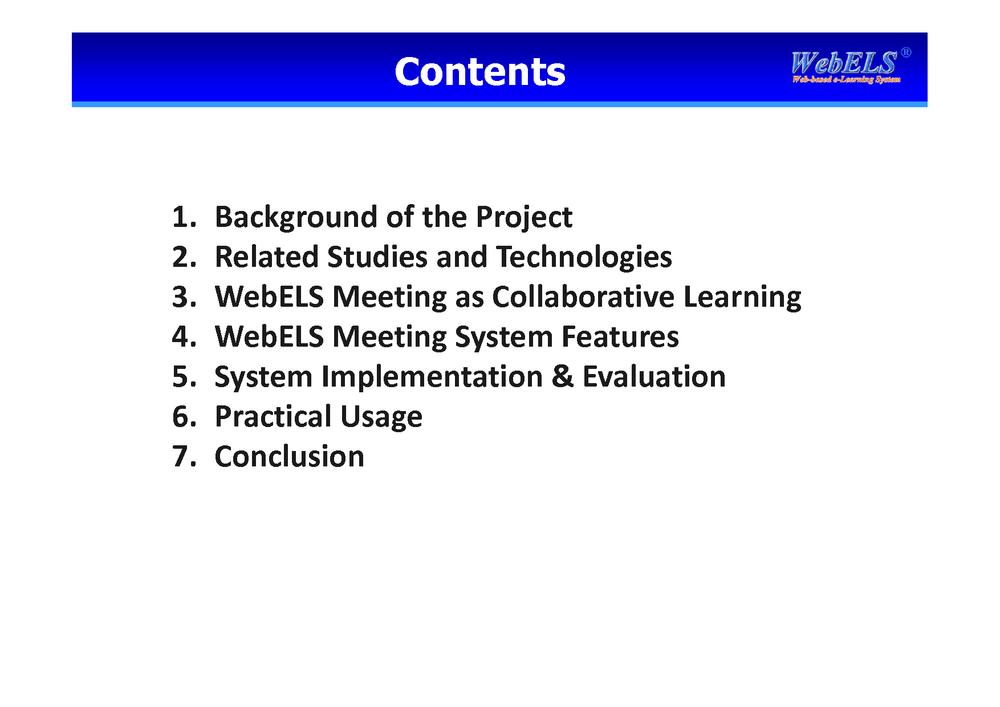 Contents
WebELS®
Web-based e-Learning System
1. Background of the Project
2. Related Studies and Technologies
3. WebELS Meeting as Collaborative Learning
4. WebELS Meeting System Features
5. System Implementation & Evaluation
6. Practical Usage
7. Conclusion